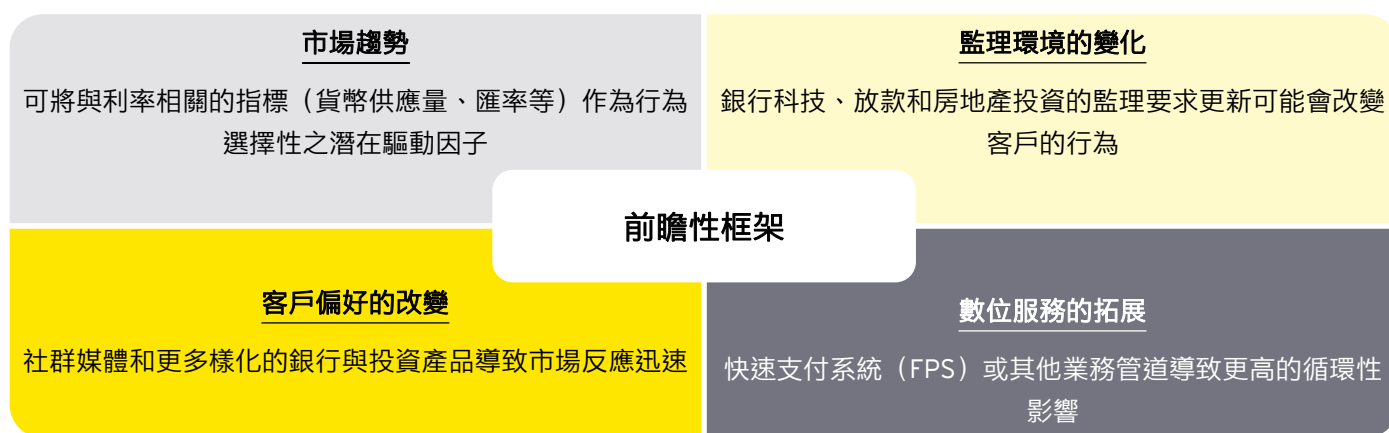 市場趨勢
可將與利率相關的指標（貨幣供應量、匯率等）作為行為
選擇性之潛在驅動因子
監理環境的變化
銀行科技、放款和房地產投資的監理要求更新可能會改變
客戶的行為
前瞻性框架
客戶偏好的改變
社群媒體和更多樣化的銀行與投資產品導致市場反應迅速
數位服務的拓展
快速支付系統（FPS）或其他業務管道導致更高的循環性
影響